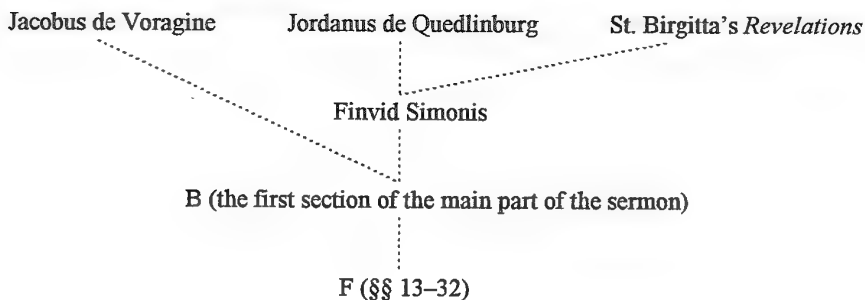 Jacobus de Voragine Jordanus de Quedlinburg St. Birgitta's Revelations
Finvid Simonis
B (the first section of the main part of the sermon)
F (§§ 13–32)